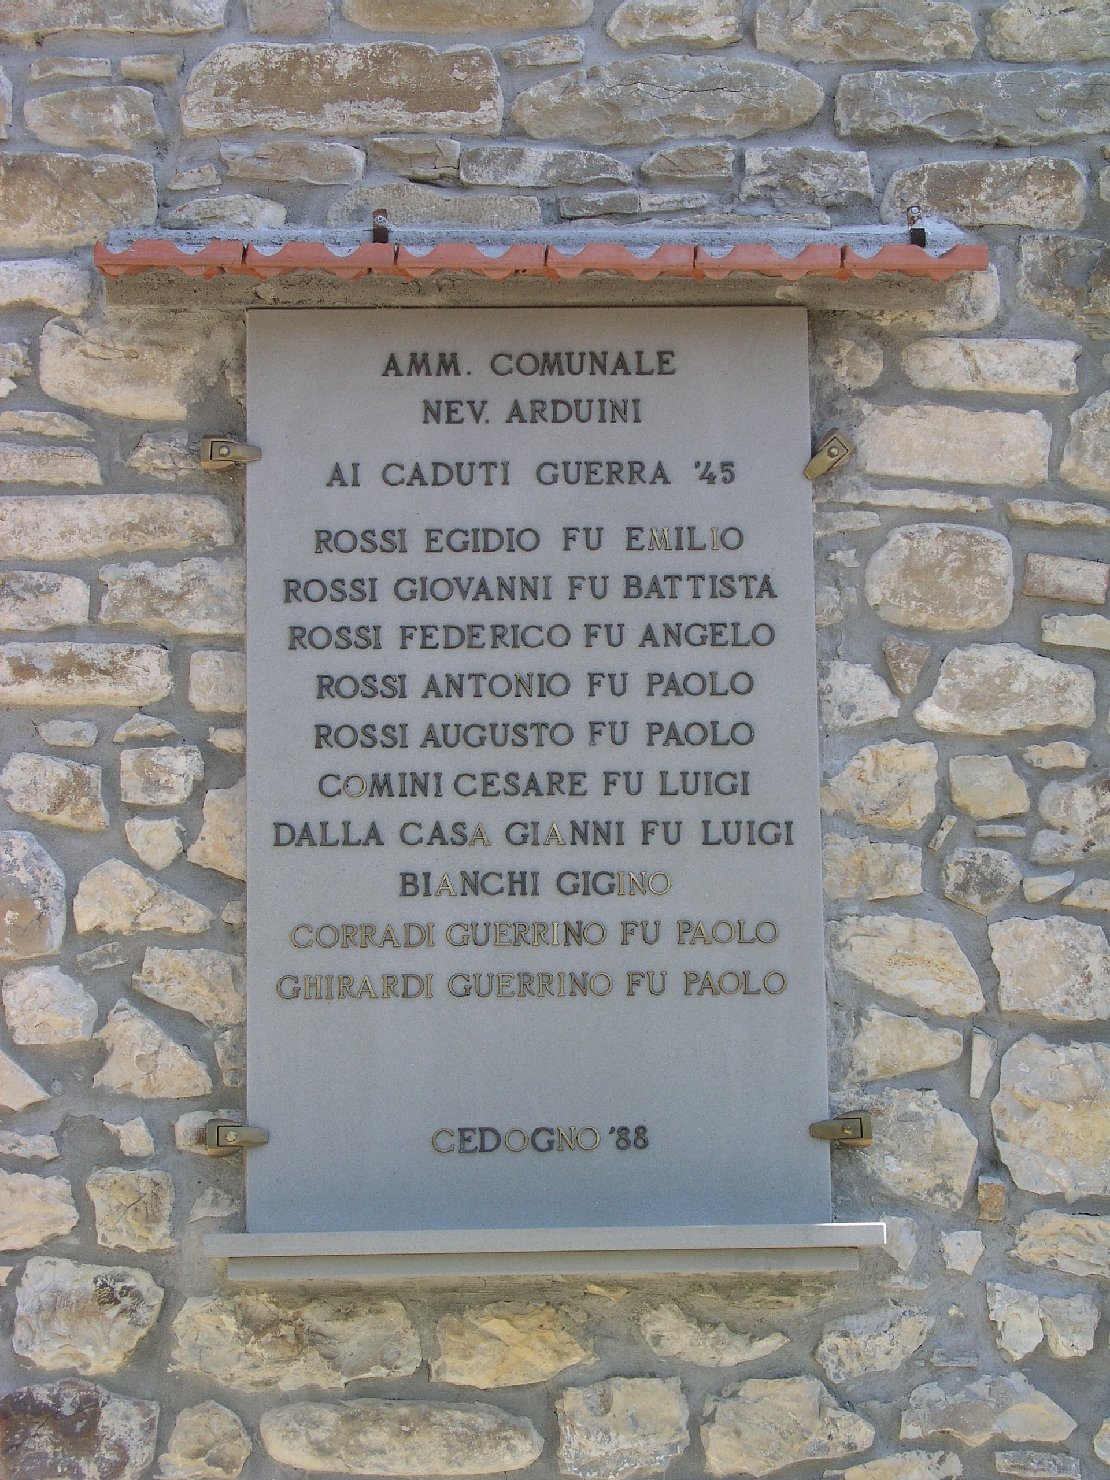 AMM. COMUNALE
NEV. ARDUINI
AI CADUTI GUERRA '45
ROSSI EGIDIO FU EMILIO
ROSSI GIOVANNI FU BATTISTA
ROSSI FEDERICO FU ANGELO
ROSSI ANTONIO FU PAOLO
ROSSI AUGUSTO FU PAOLO
COMINI CESARE FU LUIGI
DALLA CASA GIANNI FU LUIGI
BIANCHI GIGINO
CORRADI GUERRINO FU PAOLO
GHIRARDI GUERRINO FU PAOLO
CEDOGNO '88